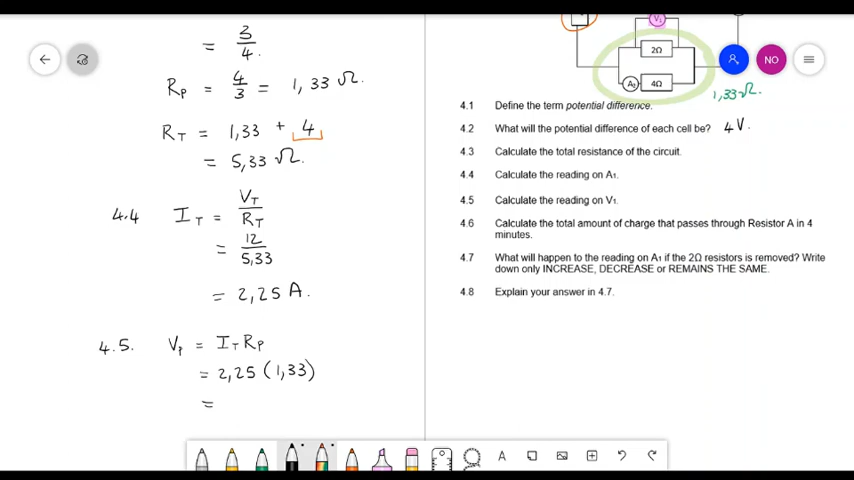 = 3/4.
Rp = 4/3 = 1,33 Ω.
RT = 1,33 + 4
= 5,33 Ω.
4.4 IT = VT/RT
= 12/5,33
= 2,25 A.
4.5. Vp = IT Rp
= 2,25 (1,33)
=
V1
2Ω
4Ω
NO
1,33 Ω.
4.1 Define the term potential difference.
4.2 What will the potential difference of each cell be? 4 V.
4.3 Calculate the total resistance of the circuit.
4.4 Calculate the reading on A1.
4.5 Calculate the reading on V1.
4.6 Calculate the total amount of charge that passes through Resistor A in 4
minutes.
4.7 What will happen to the reading on A1 if the 2Ω resistors is removed? Write
down only INCREASE, DECREASE or REMAINS THE SAME.
4.8 Explain your answer in 4.7.
A